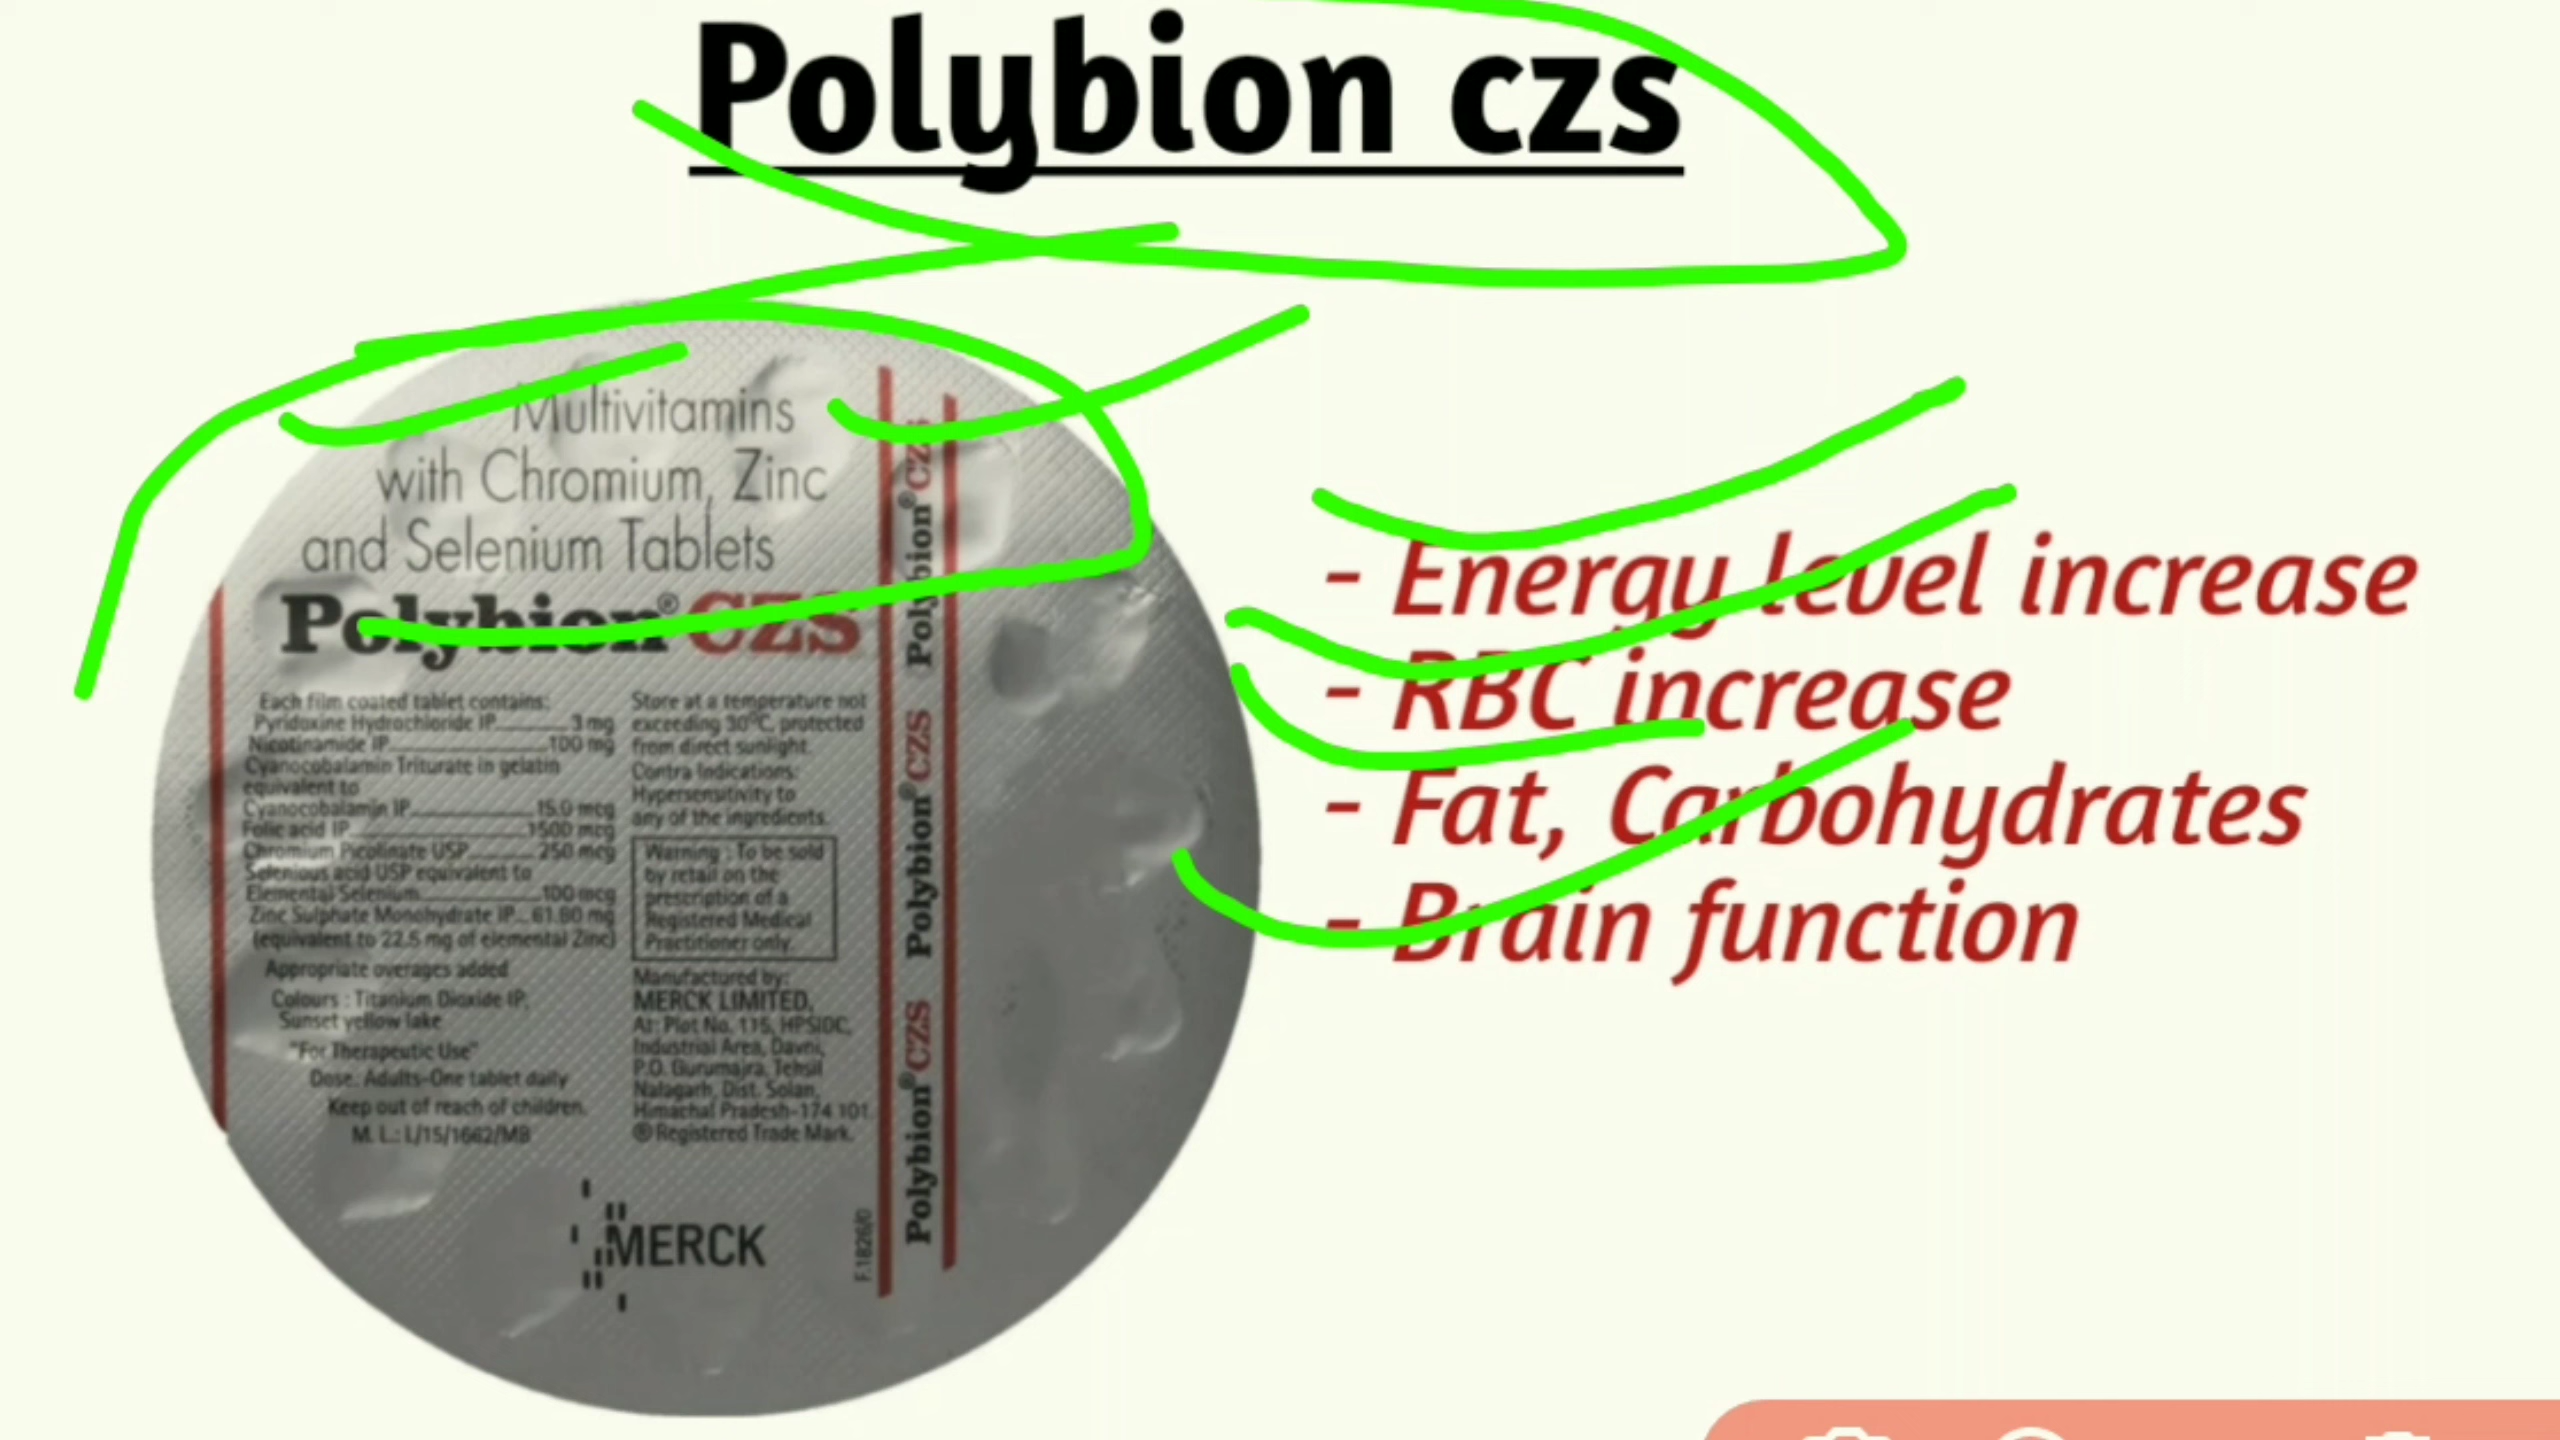 Polybion czs
Multivitamins
with Chromium, Zinc
and Selenium Tablets
Polybion® CZS
Each film coated tablet contains:
Pyridoxine Hydrochloride IP............3 mg
Nicotinamide IP............100 mg
Cyanocobalamin Triturate in gelatin
equivalent to
Cyanocobalamin IP............15.0 mcg
Folic acid IP............1500 mcg
Chromium Picolinate USP............250 mcg
Selenious acid USP equivalent to
Elemental Selenium............100 mcg
Zinc Sulphate Monohydrate IP...61.80 mg
(equivalent to 22.5 mg of elemental Zinc)
Appropriate overages added
Colours : Titanium Dioxide IP,
Sunset yellow lake
"For Therapeutic Use"
Dose: Adults-One tablet daily
Keep out of reach of children.
M. L.: L/15/1662/MB
Store at a temperature not
exceeding 30°C, protected
from direct sunlight.
Contra Indications:
Hypersensitivity to
any of the ingredients.
Warning : To be sold
by retail on the
prescription of a
Registered Medical
Practitioner only.
Manufactured by:
MERCK LIMITED,
At: Plot No. 115, HPSIDC,
Industrial Area, Davni,
P.O. Gurumajra, Tehsil
Nalagarh, Dist. Solan,
Himachal Pradesh-174 101.
® Registered Trade Mark.
MERCK
F.1826/0
Polybion® CZS
Polybion® CZS
Polybion® CZS
- Energy level increase
- RBC increase
- Fat, Carbohydrates
- Brain function